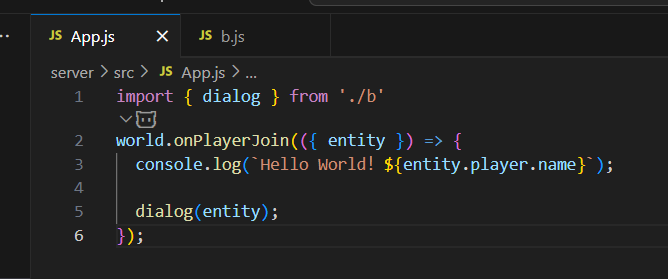 JS App.js × JS b.js
server > src > JS App.js > ...
1 import { dialog } from './b'
2 world.onPlayerJoin(({ entity }) => {
3 console.log(`Hello World! ${entity.player.name}`);
4
5 dialog(entity);
6 });